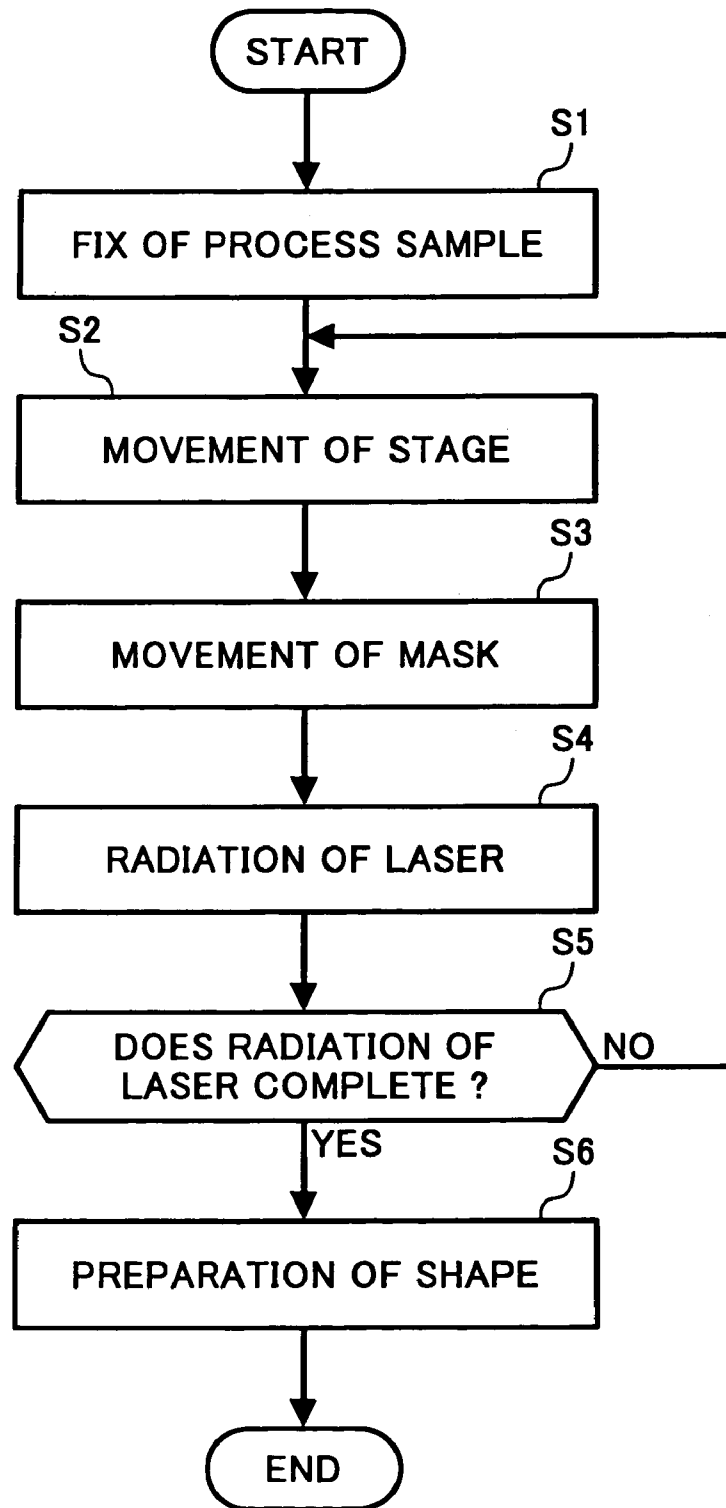 START
S1
FIX OF PROCESS SAMPLE
S2
MOVEMENT OF STAGE
S3
MOVEMENT OF MASK
S4
RADIATION OF LASER
S5
DOES RADIATION OF
LASER COMPLETE ?
NO
YES
S6
PREPARATION OF SHAPE
END